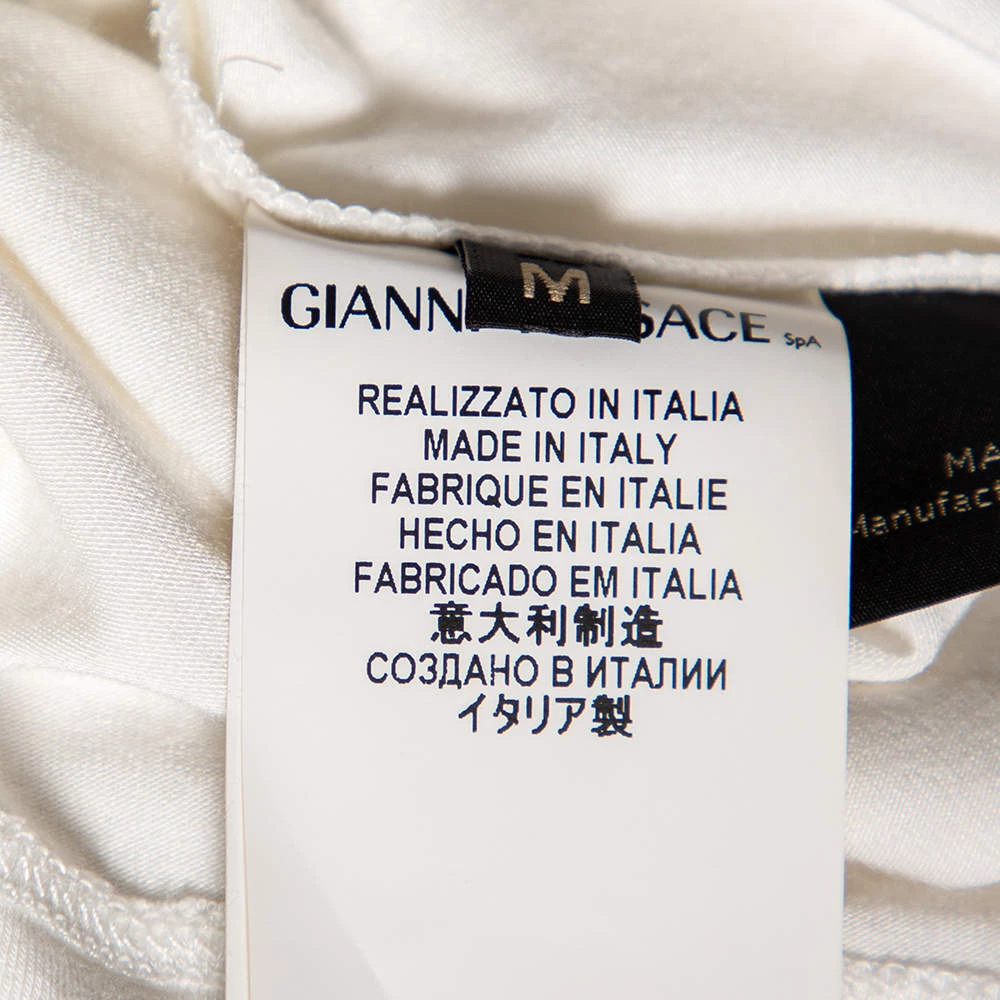 M
GIANN SACE SpA
REALIZZATO IN ITALIA
MADE IN ITALY
FABRIQUE EN ITALIE
HECHO EN ITALIA
FABRICADO EM ITALIA
意大利制造
СОЗДАНО В ИТАЛИИ
イタリア製
MA
Manufact